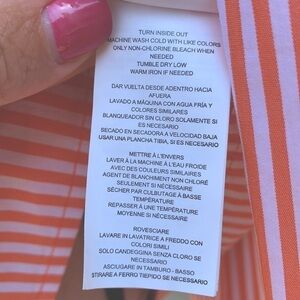 TURN INSIDE OUT
MACHINE WASH COLD WITH LIKE COLORS
ONLY NON-CHLORINE BLEACH WHEN
NEEDED
TUMBLE DRY LOW
WARM IRON IF NEEDED
DAR VUELTA DESDE ADENTRO HACIA
AFUERA
LAVADO A MÁQUINA CON AGUA FRÍA Y
COLORES SIMILARES
BLANQUEADOR SIN CLORO SOLAMENTE SI
ES NECESARIO
SECADO EN SECADORA A VELOCIDAD BAJA
USAR UNA PLANCHA TIBIA, SI ES NECESARIO
METTRE À L'ENVERS
LAVER À LA MACHINE À L'EAU FROIDE
AVEC DES COULEURS SIMILAIRES
AGENT DE BLANCHIMENT NON CHLORÉ
SEULEMENT SI NÉCESSAIRE
SÉCHER PAR CULBUTAGE À BASSE
TEMPÉRATURE
REPASSER À UNE TEMPÉRATURE
MOYENNE SI NÉCESSAIRE
ROVESCIARE
LAVARE IN LAVATRICE A FREDDO CON
COLORI SIMILI
SOLO CANDEGGINA SENZA CLORO SE
NECESSARIO
ASCIUGARE IN TAMBURO - BASSO
STIRARE A FERRO TIEPIDO SE NECESSARIO